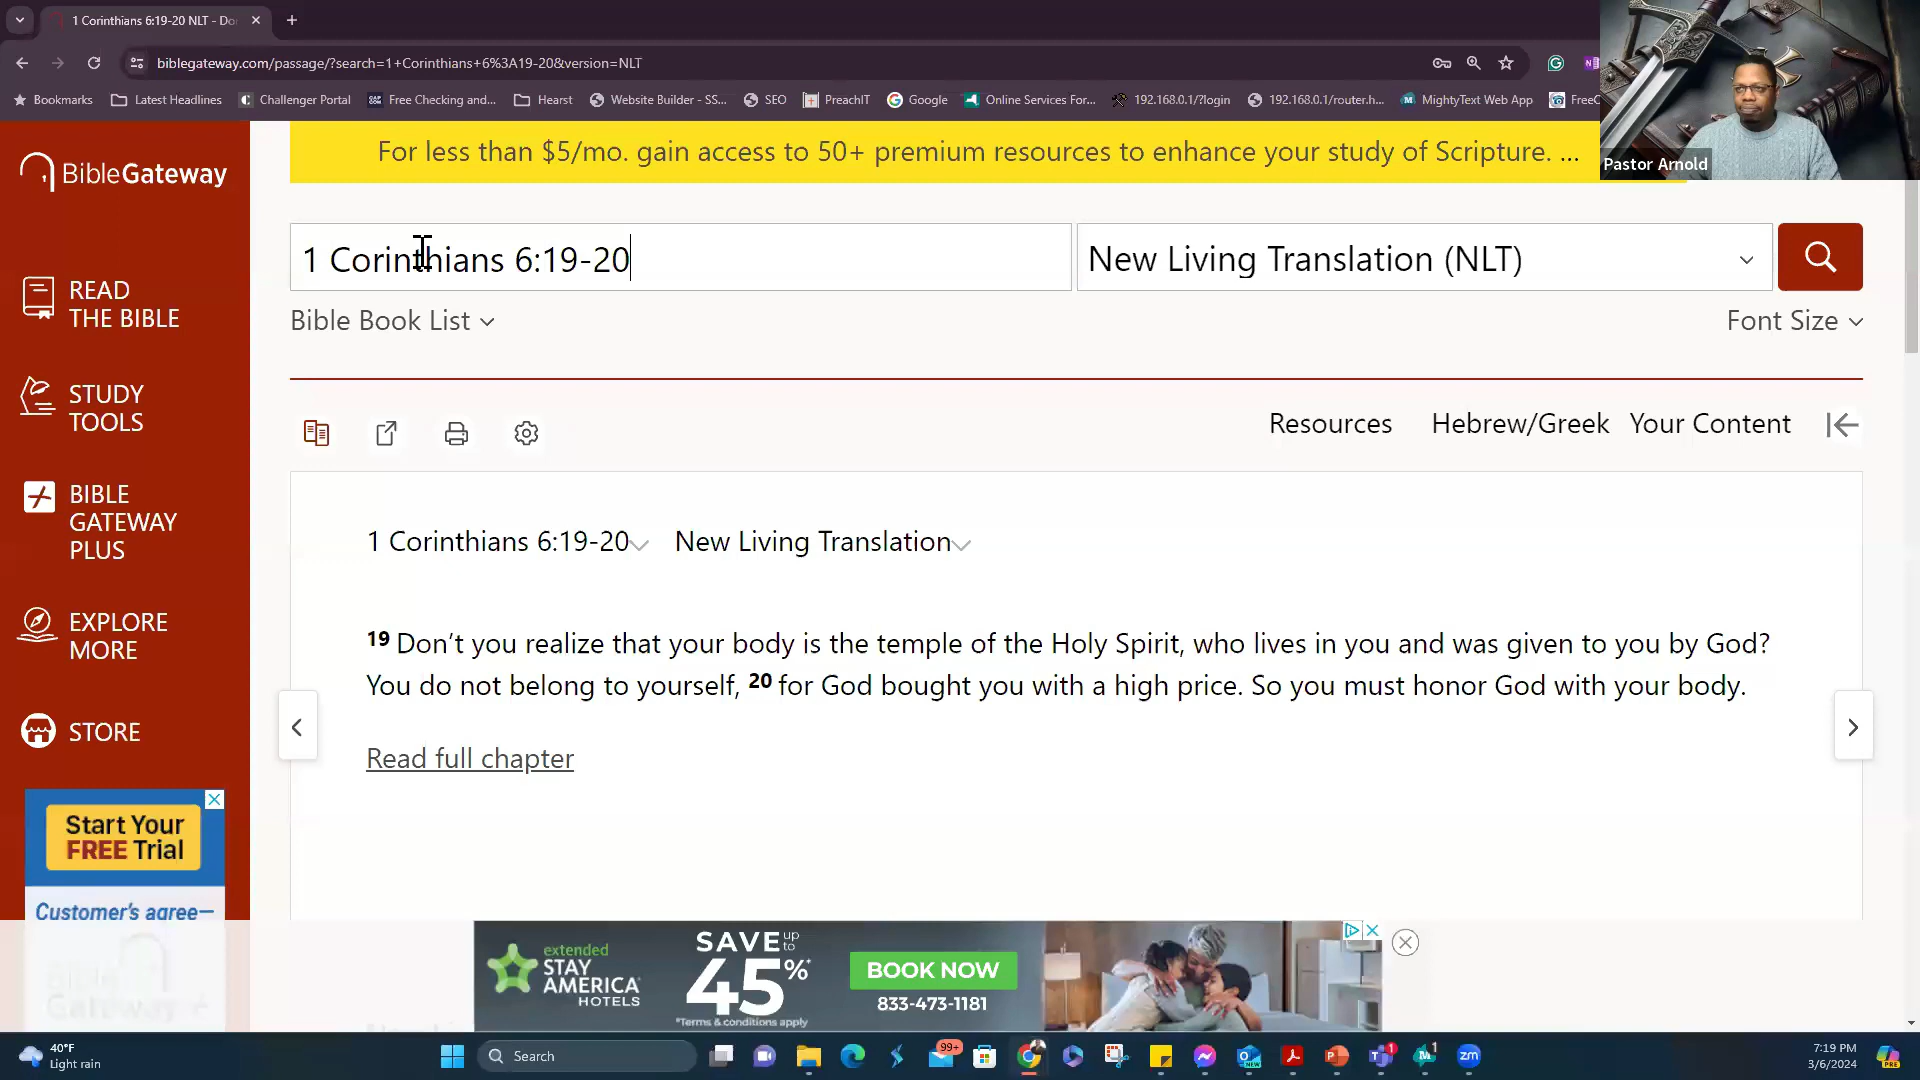 1 Corinthians 6:19-20 NLT - Do
biblegateway.com/passage/?search=1+Corinthians+6%3A19-20&version=NLT
Bookmarks Latest Headlines Challenger Portal Free Checking and... Hearst Website Builder - SS... SEO PreachIT Google Online Services For... 192.168.0.1/?login 192.168.0.1/router.h... MightyText Web App FreeC
Pastor Arnold
BibleGateway
For less than $5/mo. gain access to 50+ premium resources to enhance your study of Scripture. ...
1 Corinthians 6:19-20
New Living Translation (NLT)
Bible Book List
Font Size
READ
THE BIBLE
STUDY
TOOLS
BIBLE
GATEWAY
PLUS
EXPLORE
MORE
STORE
Resources Hebrew/Greek Your Content
1 Corinthians 6:19-20 New Living Translation
19 Don’t you realize that your body is the temple of the Holy Spirit, who lives in you and was given to you by God?
You do not belong to yourself, 20 for God bought you with a high price. So you must honor God with your body.
Read full chapter
Start Your
FREE Trial
Customer’s agree—
Bible
Gateway
extended
STAY
AMERICA
HOTELS
SAVE up to
45%*
*Terms & conditions apply
BOOK NOW
833-473-1181
40°F
Light rain
Search
99+
NEW
1
1
zm
7:19 PM
3/6/2024
PRE